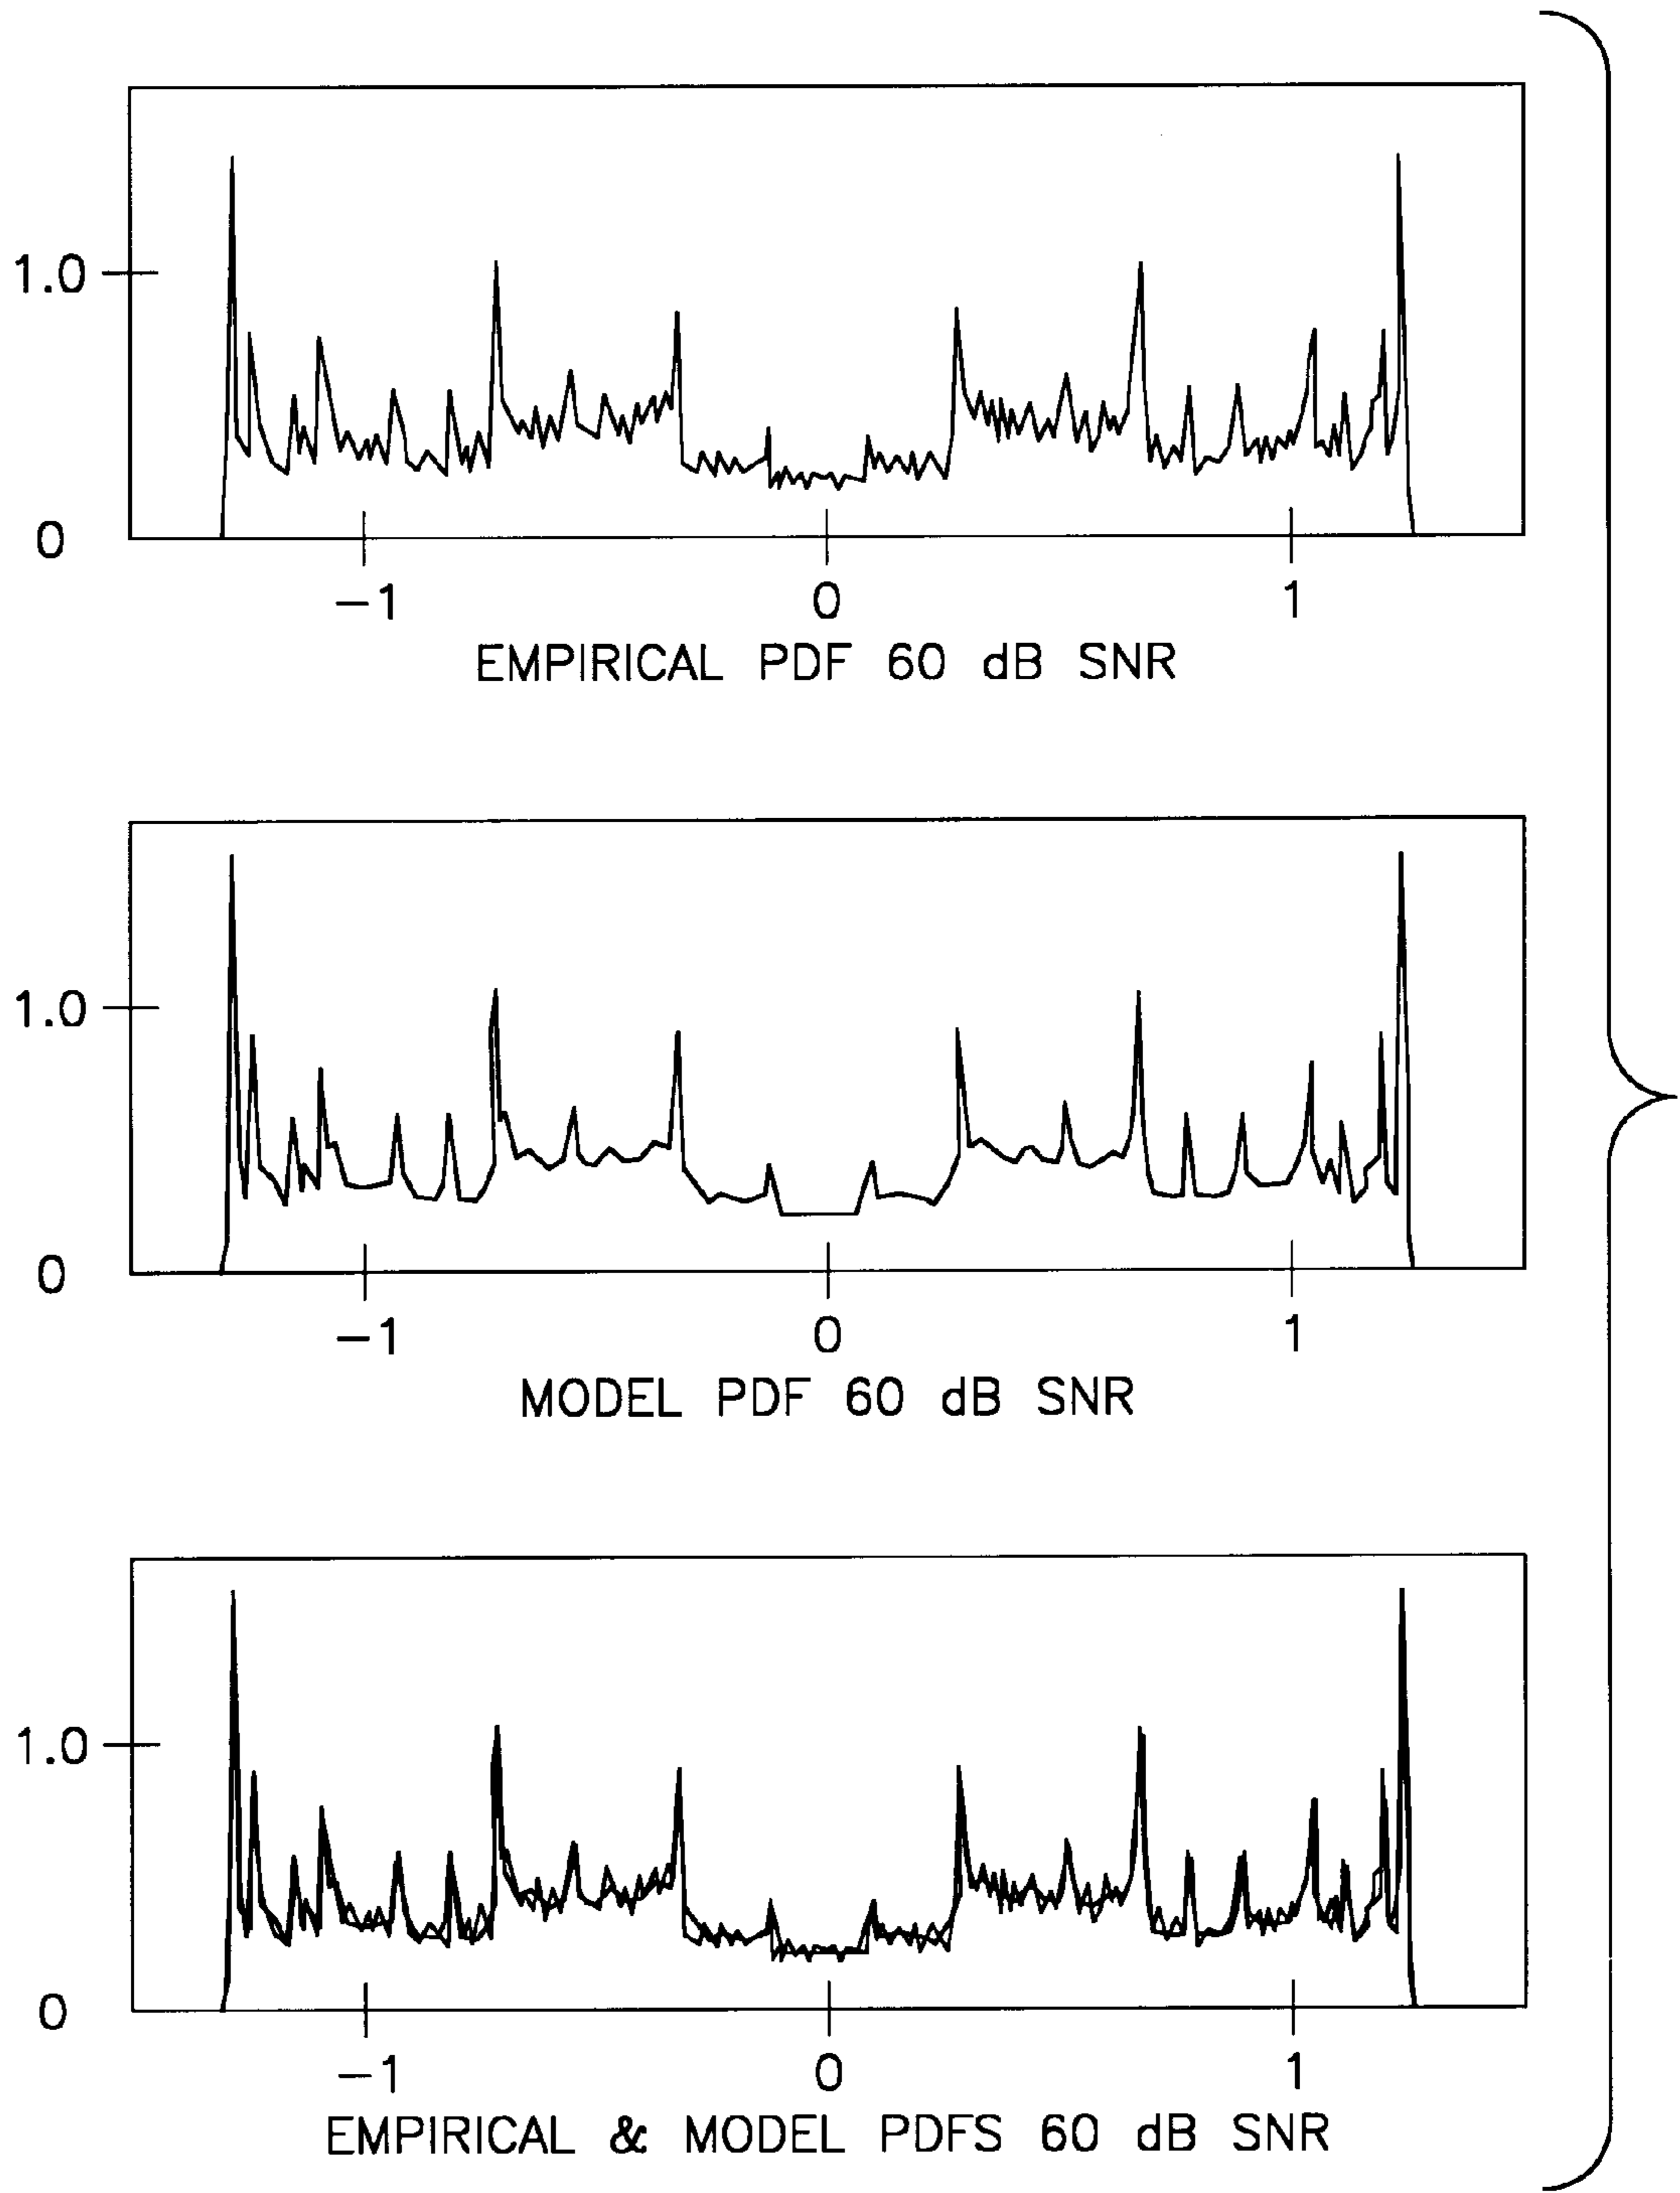 1.0
0
−1 0 1
EMPIRICAL PDF 60 dB SNR
1.0
0
−1 0 1
MODEL PDF 60 dB SNR
1.0
0
−1 0 1
EMPIRICAL & MODEL PDFS 60 dB SNR